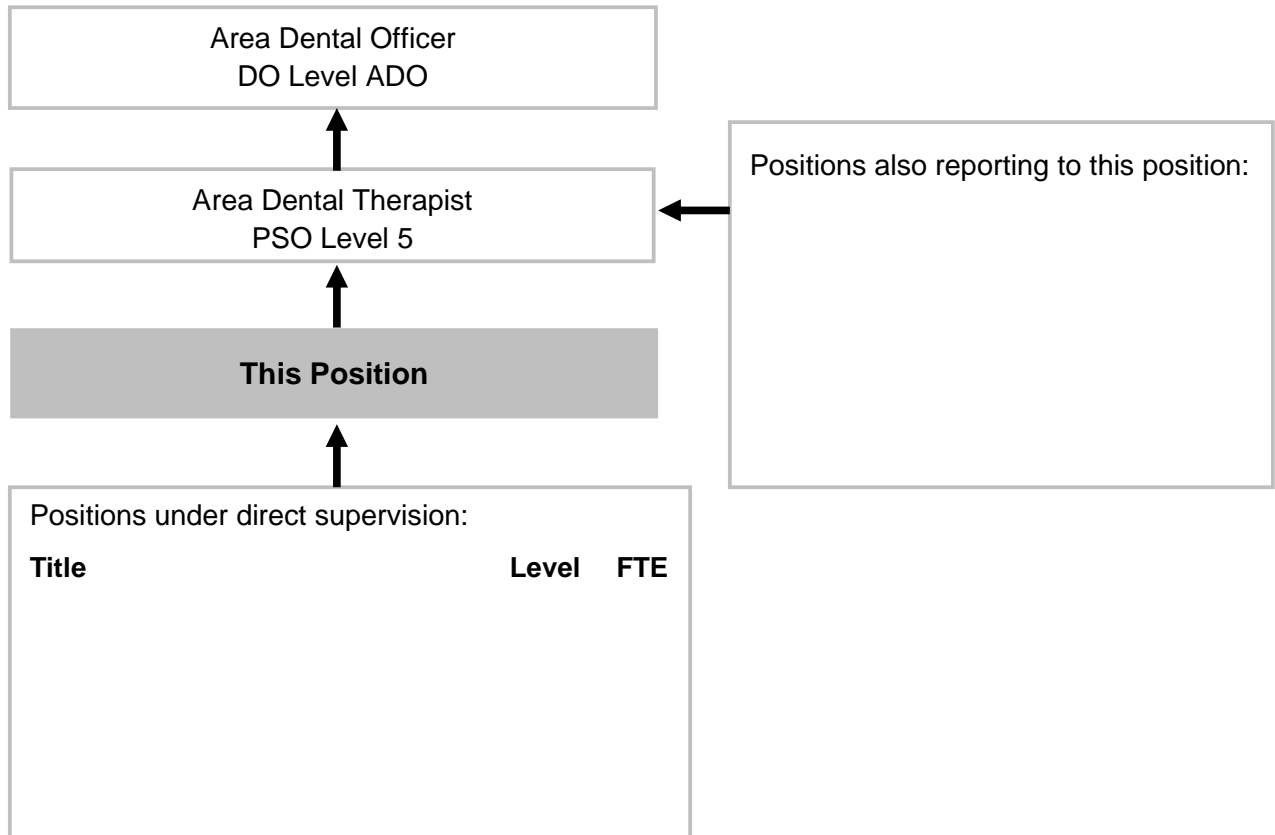 Area Dental Officer
DO Level ADO
Area Dental Therapist
PSO Level 5
Positions also reporting to this position:
This Position
Positions under direct supervision:
Title Level FTE